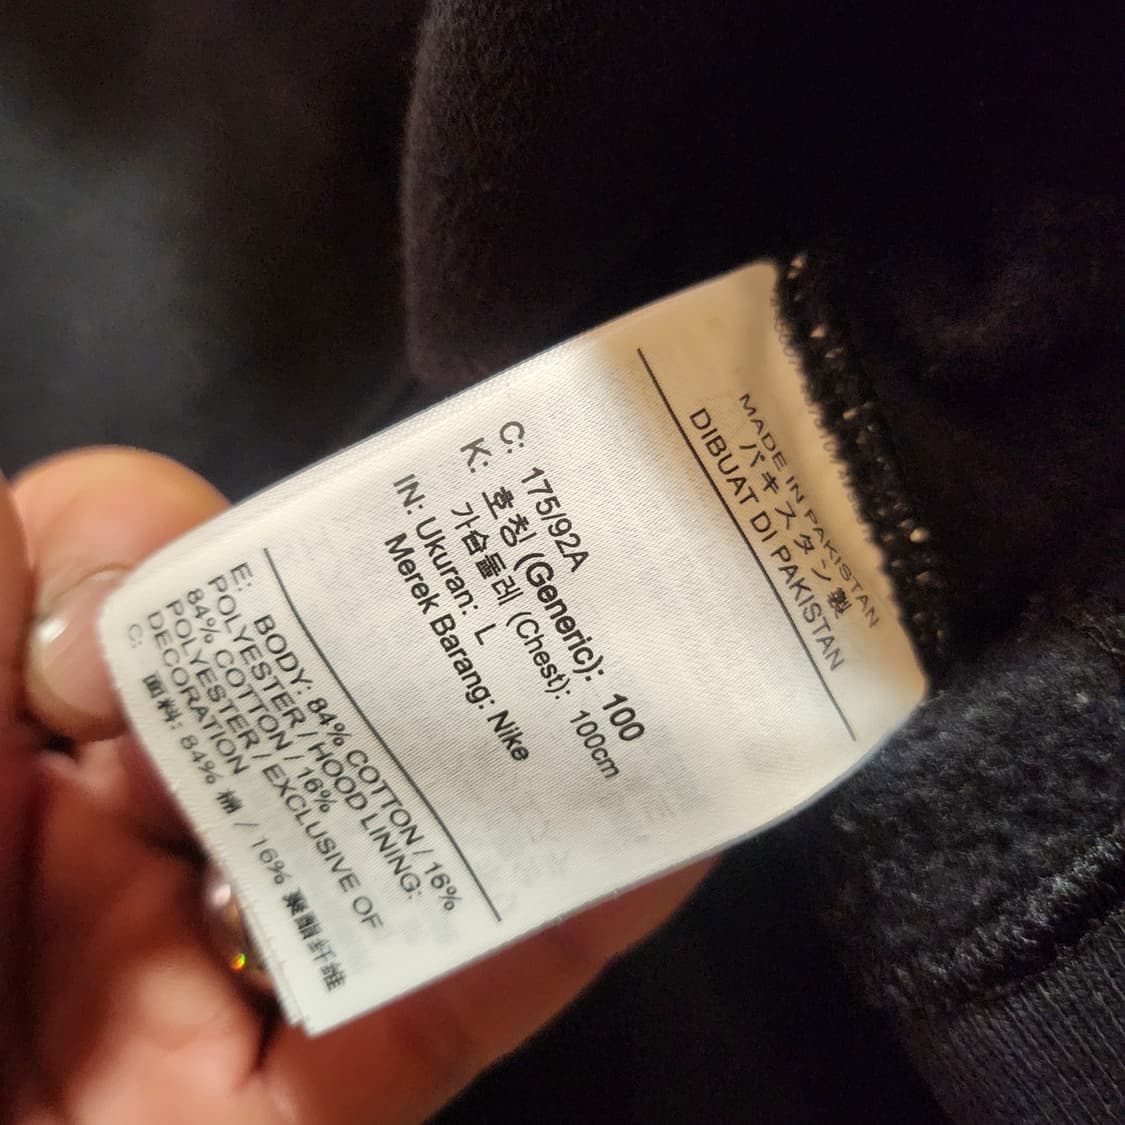 MADE IN PAKISTAN
パキスタン製
DIBUAT DI PAKISTAN
C: 175/92A
K: 호칭 (Generic): 100
가슴둘레 (Chest): 100cm
IN: Ukuran: L
Merek Barang: Nike
E: BODY: 84% COTTON / 16%
POLYESTER / HOOD LINING:
84% COTTON / 16%
POLYESTER / EXCLUSIVE OF
DECORATION
C: 面料: 84% 棉 / 16% 聚酯纤维